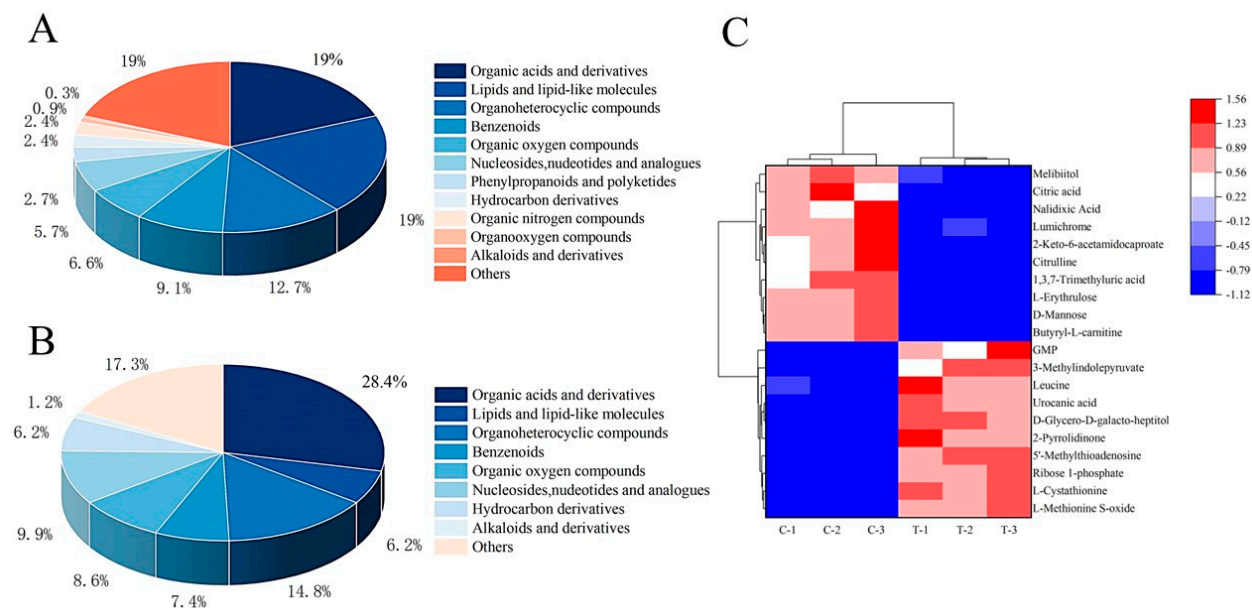 A
19%
19%
0.3%
0.9%
2.4%
2.4%
2.7%
5.7%
6.6%
9.1%
12.7%
19%
Organic acids and derivatives
Lipids and lipid-like molecules
Organoheterocyclic compounds
Benzenoids
Organic oxygen compounds
Nucleosides,nudeotides and analogues
Phenylpropanoids and polyketides
Hydrocarbon derivatives
Organic nitrogen compounds
Organooxygen compounds
Alkaloids and derivatives
Others
B
17.3%
28.4%
1.2%
6.2%
9.9%
8.6%
7.4%
14.8%
6.2%
Organic acids and derivatives
Lipids and lipid-like molecules
Organoheterocyclic compounds
Benzenoids
Organic oxygen compounds
Nucleosides,nudeotides and analogues
Hydrocarbon derivatives
Alkaloids and derivatives
Others
C
Melibiitol
Citric acid
Nalidixic Acid
Lumichrome
2-Keto-6-acetamidocaproate
Citrulline
1,3,7-Trimethyluric acid
L-Erythrulose
D-Mannose
Butyryl-L-carnitine
GMP
3-Methylindolepyruvate
Leucine
Urocanic acid
D-Glycero-D-galacto-heptitol
2-Pyrrolidinone
5'-Methylthioadenosine
Ribose 1-phosphate
L-Cystathionine
L-Methionine S-oxide
C-1
C-2
C-3
T-1
T-2
T-3
1.56
1.23
0.89
0.56
0.22
-0.12
-0.45
-0.79
-1.12